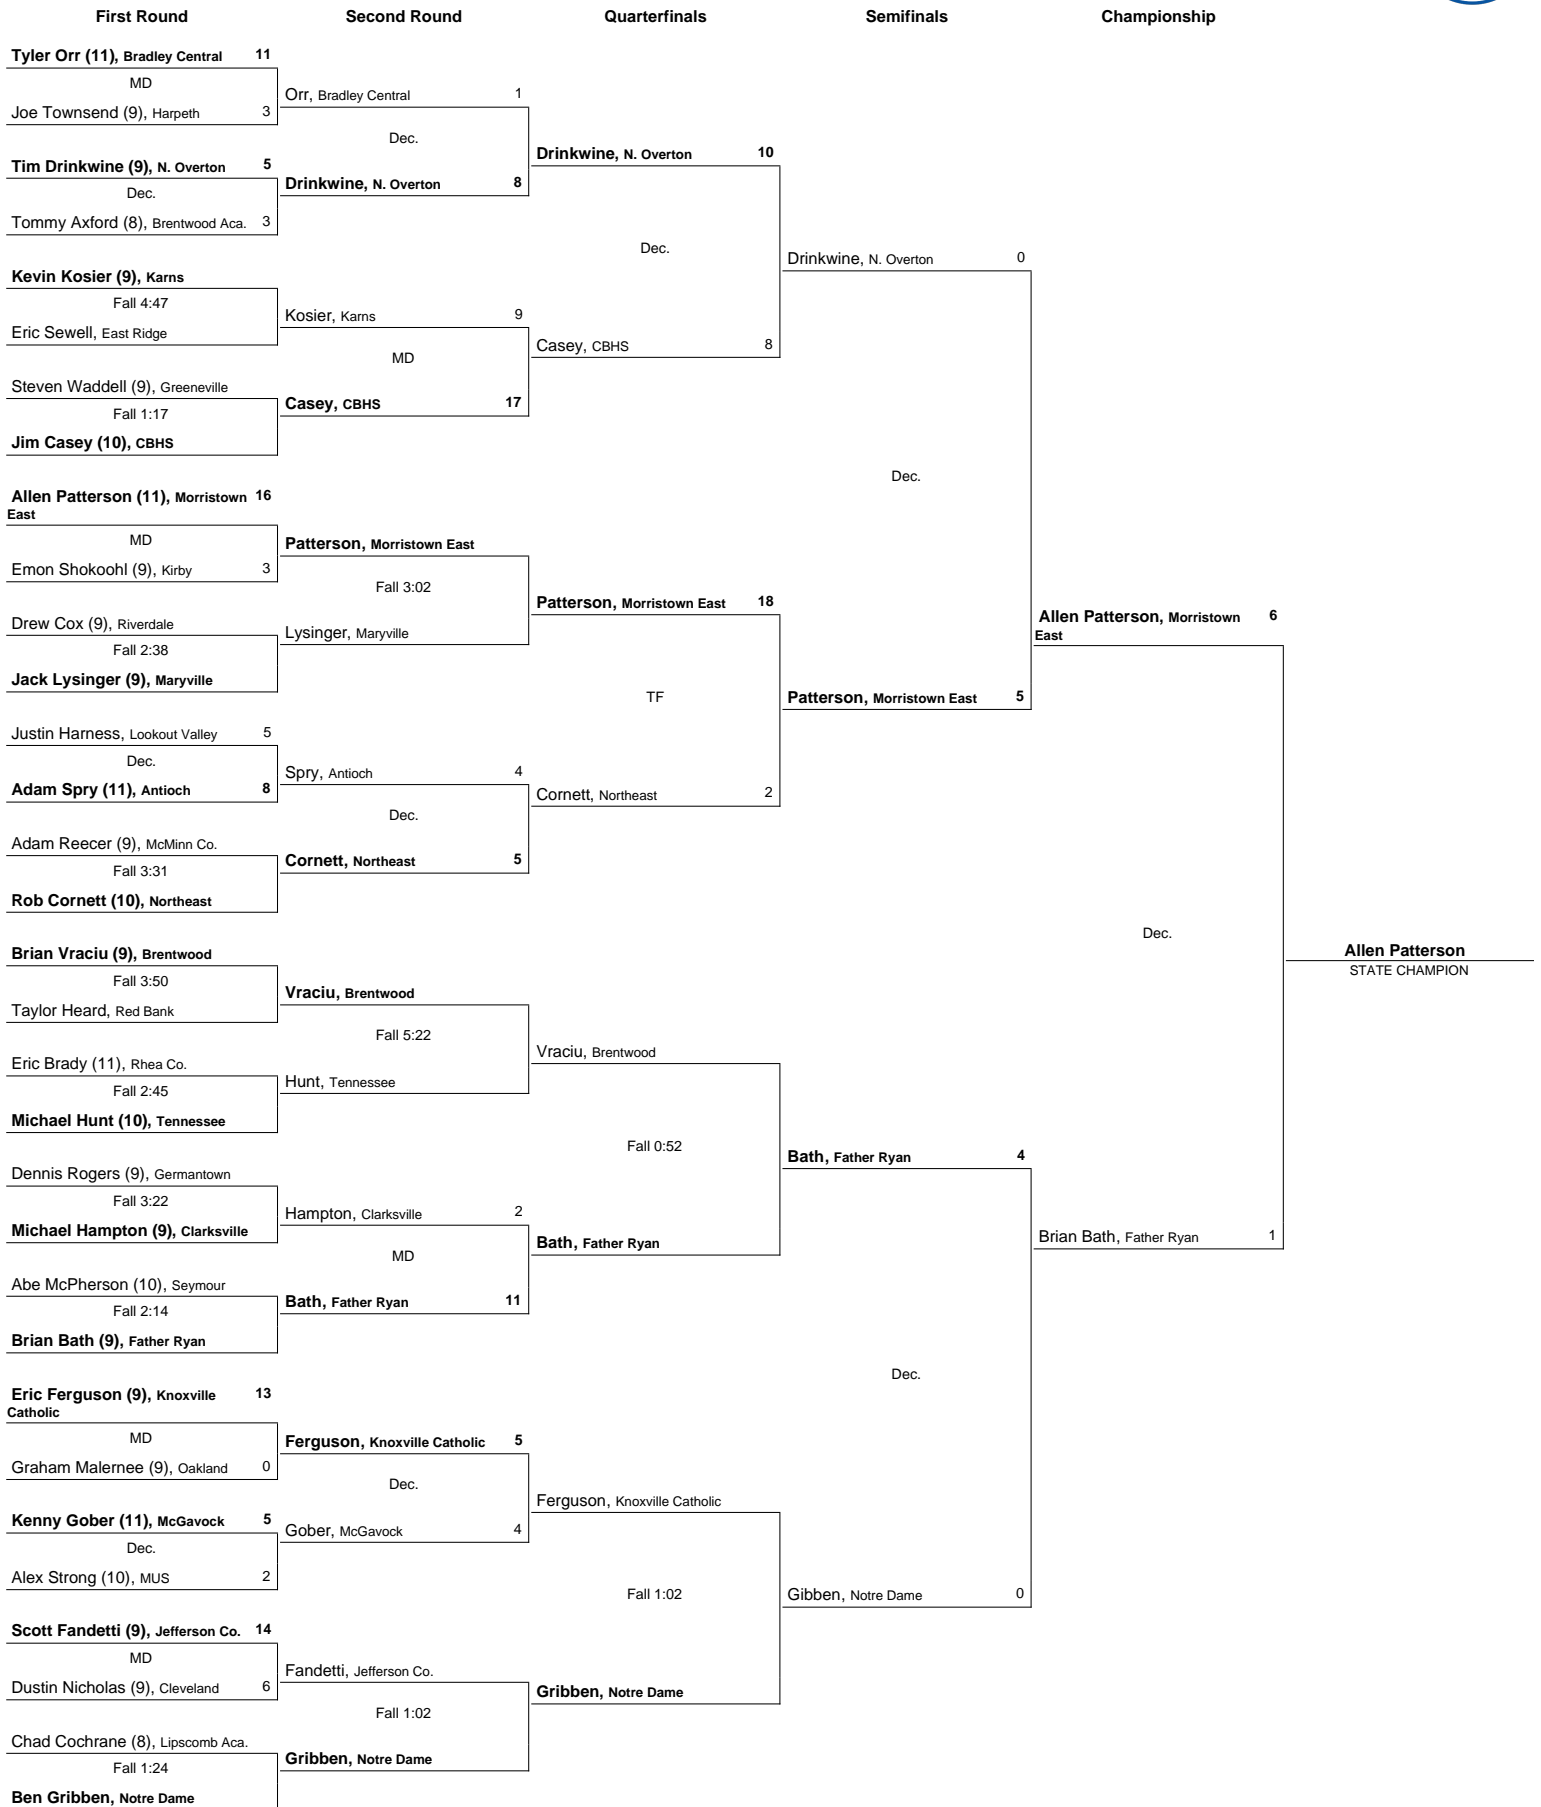 First Round
Second Round
Quarterfinals
Semifinals
Championship
Tyler Orr (11), Bradley Central 11
MD
Joe Townsend (9), Harpeth 3
Tim Drinkwine (9), N. Overton 5
Dec.
Tommy Axford (8), Brentwood Aca. 3
Kevin Kosier (9), Karns
Fall 4:47
Eric Sewell, East Ridge
Steven Waddell (9), Greeneville
Fall 1:17
Jim Casey (10), CBHS
Allen Patterson (11), Morristown 16
East
MD
Emon Shokoohl (9), Kirby 3
Drew Cox (9), Riverdale
Fall 2:38
Jack Lysinger (9), Maryville
Justin Harness, Lookout Valley 5
Dec.
Adam Spry (11), Antioch 8
Adam Reecer (9), McMinn Co.
Fall 3:31
Rob Cornett (10), Northeast
Brian Vraciu (9), Brentwood
Fall 3:50
Taylor Heard, Red Bank
Eric Brady (11), Rhea Co.
Fall 2:45
Michael Hunt (10), Tennessee
Dennis Rogers (9), Germantown
Fall 3:22
Michael Hampton (9), Clarksville
Abe McPherson (10), Seymour
Fall 2:14
Brian Bath (9), Father Ryan
Eric Ferguson (9), Knoxville 13
Catholic
MD
Graham Malernee (9), Oakland 0
Kenny Gober (11), McGavock 5
Dec.
Alex Strong (10), MUS 2
Scott Fandetti (9), Jefferson Co. 14
MD
Dustin Nicholas (9), Cleveland 6
Chad Cochrane (8), Lipscomb Aca.
Fall 1:24
Ben Gribben, Notre Dame
Orr, Bradley Central 1
Dec.
Drinkwine, N. Overton 8
Kosier, Karns 9
MD
Casey, CBHS 17
Patterson, Morristown East
Fall 3:02
Lysinger, Maryville
Spry, Antioch 4
Dec.
Cornett, Northeast 5
Vraciu, Brentwood
Fall 5:22
Hunt, Tennessee
Hampton, Clarksville 2
MD
Bath, Father Ryan 11
Ferguson, Knoxville Catholic 5
Dec.
Gober, McGavock 4
Fandetti, Jefferson Co.
Fall 1:02
Gribben, Notre Dame
Drinkwine, N. Overton 10
Dec.
Casey, CBHS 8
Patterson, Morristown East 18
TF
Cornett, Northeast 2
Vraciu, Brentwood
Fall 0:52
Bath, Father Ryan
Ferguson, Knoxville Catholic
Fall 1:02
Gribben, Notre Dame
Drinkwine, N. Overton 0
Dec.
Patterson, Morristown East 5
Bath, Father Ryan 4
Dec.
Gibben, Notre Dame 0
Allen Patterson, Morristown 6
East
Dec.
Brian Bath, Father Ryan 1
Allen Patterson
STATE CHAMPION